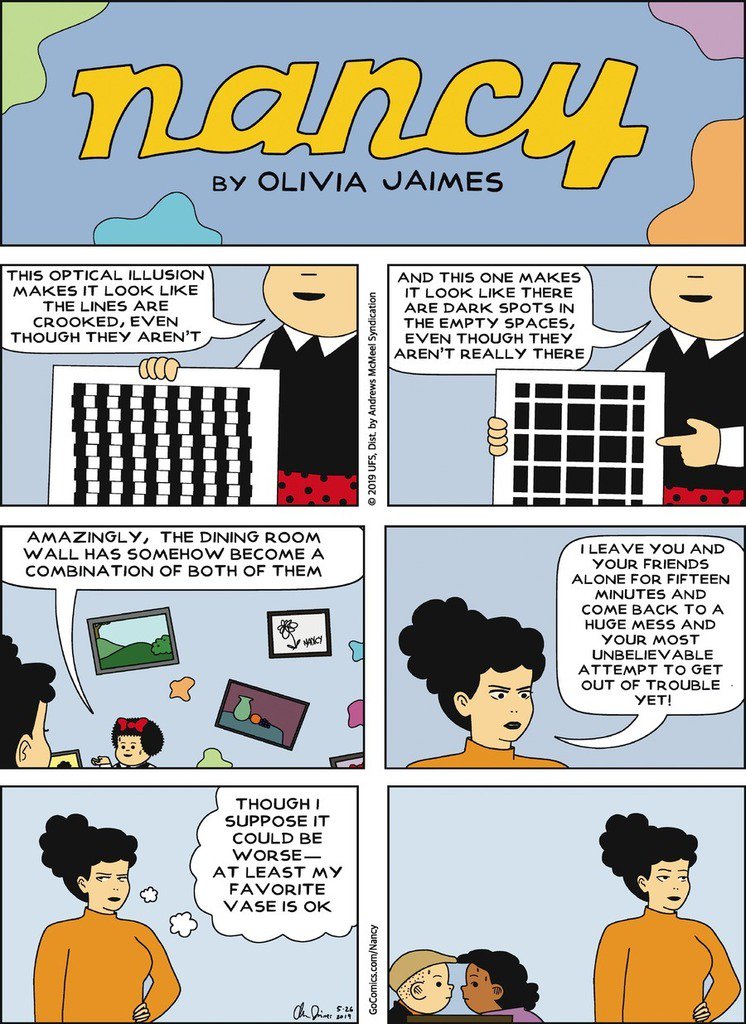 nancy
BY OLIVIA JAIMES
THIS OPTICAL ILLUSION
MAKES IT LOOK LIKE
THE LINES ARE
CROOKED, EVEN
THOUGH THEY AREN'T
© 2019 UFS, Dist. by Andrews McMeel Syndication
AND THIS ONE MAKES
IT LOOK LIKE THERE
ARE DARK SPOTS IN
THE EMPTY SPACES,
EVEN THOUGH THEY
AREN'T REALLY THERE
AMAZINGLY, THE DINING ROOM
WALL HAS SOMEHOW BECOME A
COMBINATION OF BOTH OF THEM
NANCY
I LEAVE YOU AND
YOUR FRIENDS
ALONE FOR FIFTEEN
MINUTES AND
COME BACK TO A
HUGE MESS AND
YOUR MOST
UNBELIEVABLE
ATTEMPT TO GET
OUT OF TROUBLE
YET!
THOUGH I
SUPPOSE IT
COULD BE
WORSE—
AT LEAST MY
FAVORITE
VASE IS OK
Olivia Jaimes
5-26
2019
GoComics.com/Nancy